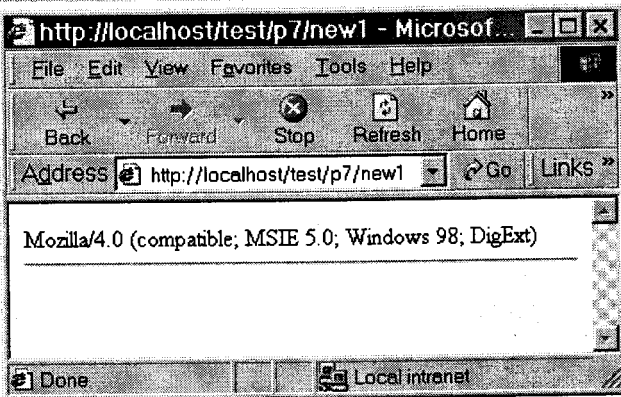 http://localhost/test/p7/new1 - Microsof...
File Edit View Favorites Tools Help
Back Forward Stop Refresh Home »
Address http://localhost/test/p7/new1 Go Links »
Mozilla/4.0 (compatible; MSIE 5.0; Windows 98; DigExt)
Done Local intranet